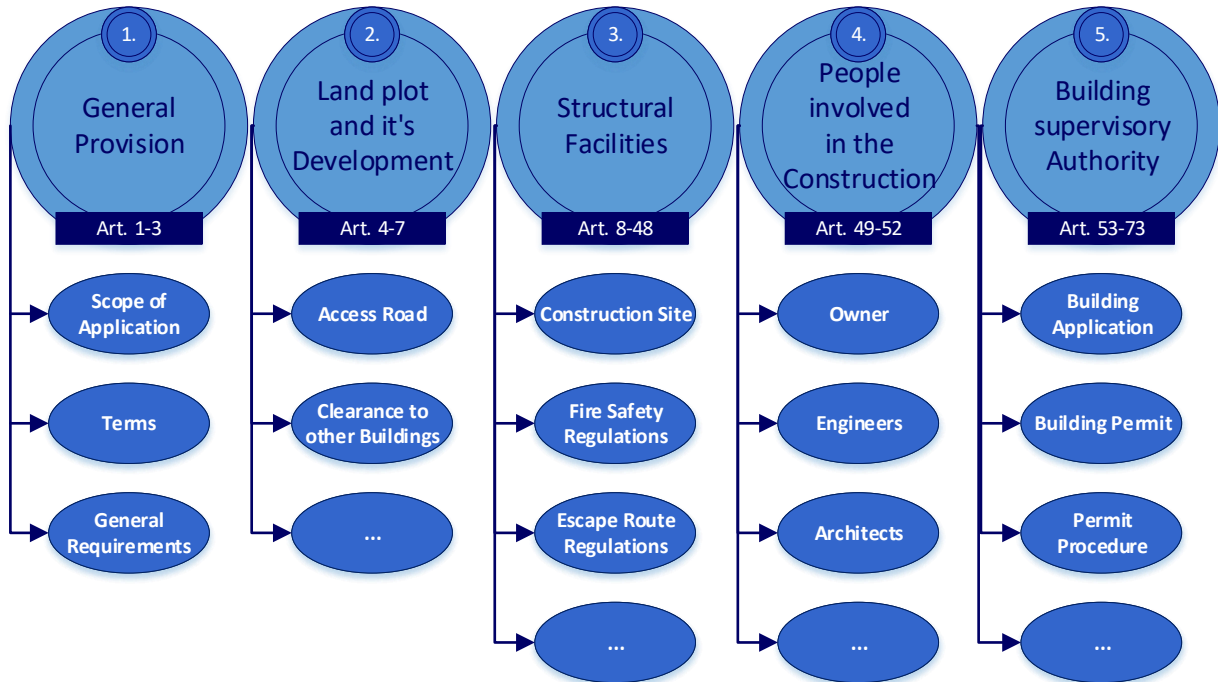 1.
General
Provision
Art. 1-3
Scope of
Application
Terms
General
Requirements
2.
Land plot
and it's
Development
Art. 4-7
Access Road
Clearance to
other Buildings
...
3.
Structural
Facilities
Art. 8-48
Construction Site
Fire Safety
Regulations
Escape Route
Regulations
...
4.
People
involved
in the
Construction
Art. 49-52
Owner
Engineers
Architects
...
5.
Building
supervisory
Authority
Art. 53-73
Building
Application
Building Permit
Permit
Procedure
...